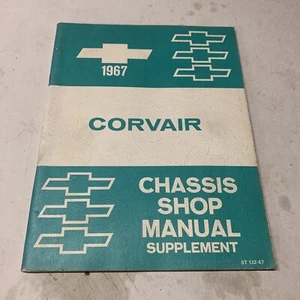 1967
CORVAIR
CHASSIS
SHOP
MANUAL
SUPPLEMENT
ST 132-67